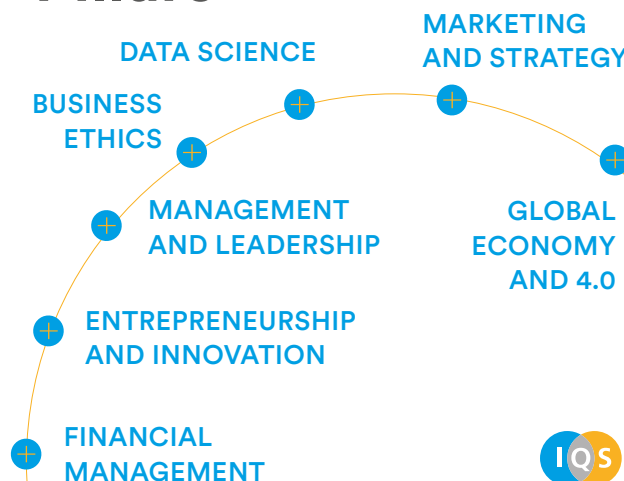 MARKETING
AND STRATEGY
DATA SCIENCE
BUSINESS
ETHICS
MANAGEMENT
AND LEADERSHIP
GLOBAL
ECONOMY
AND 4.0
ENTREPRENEURSHIP
AND INNOVATION
FINANCIAL
MANAGEMENT
IQS